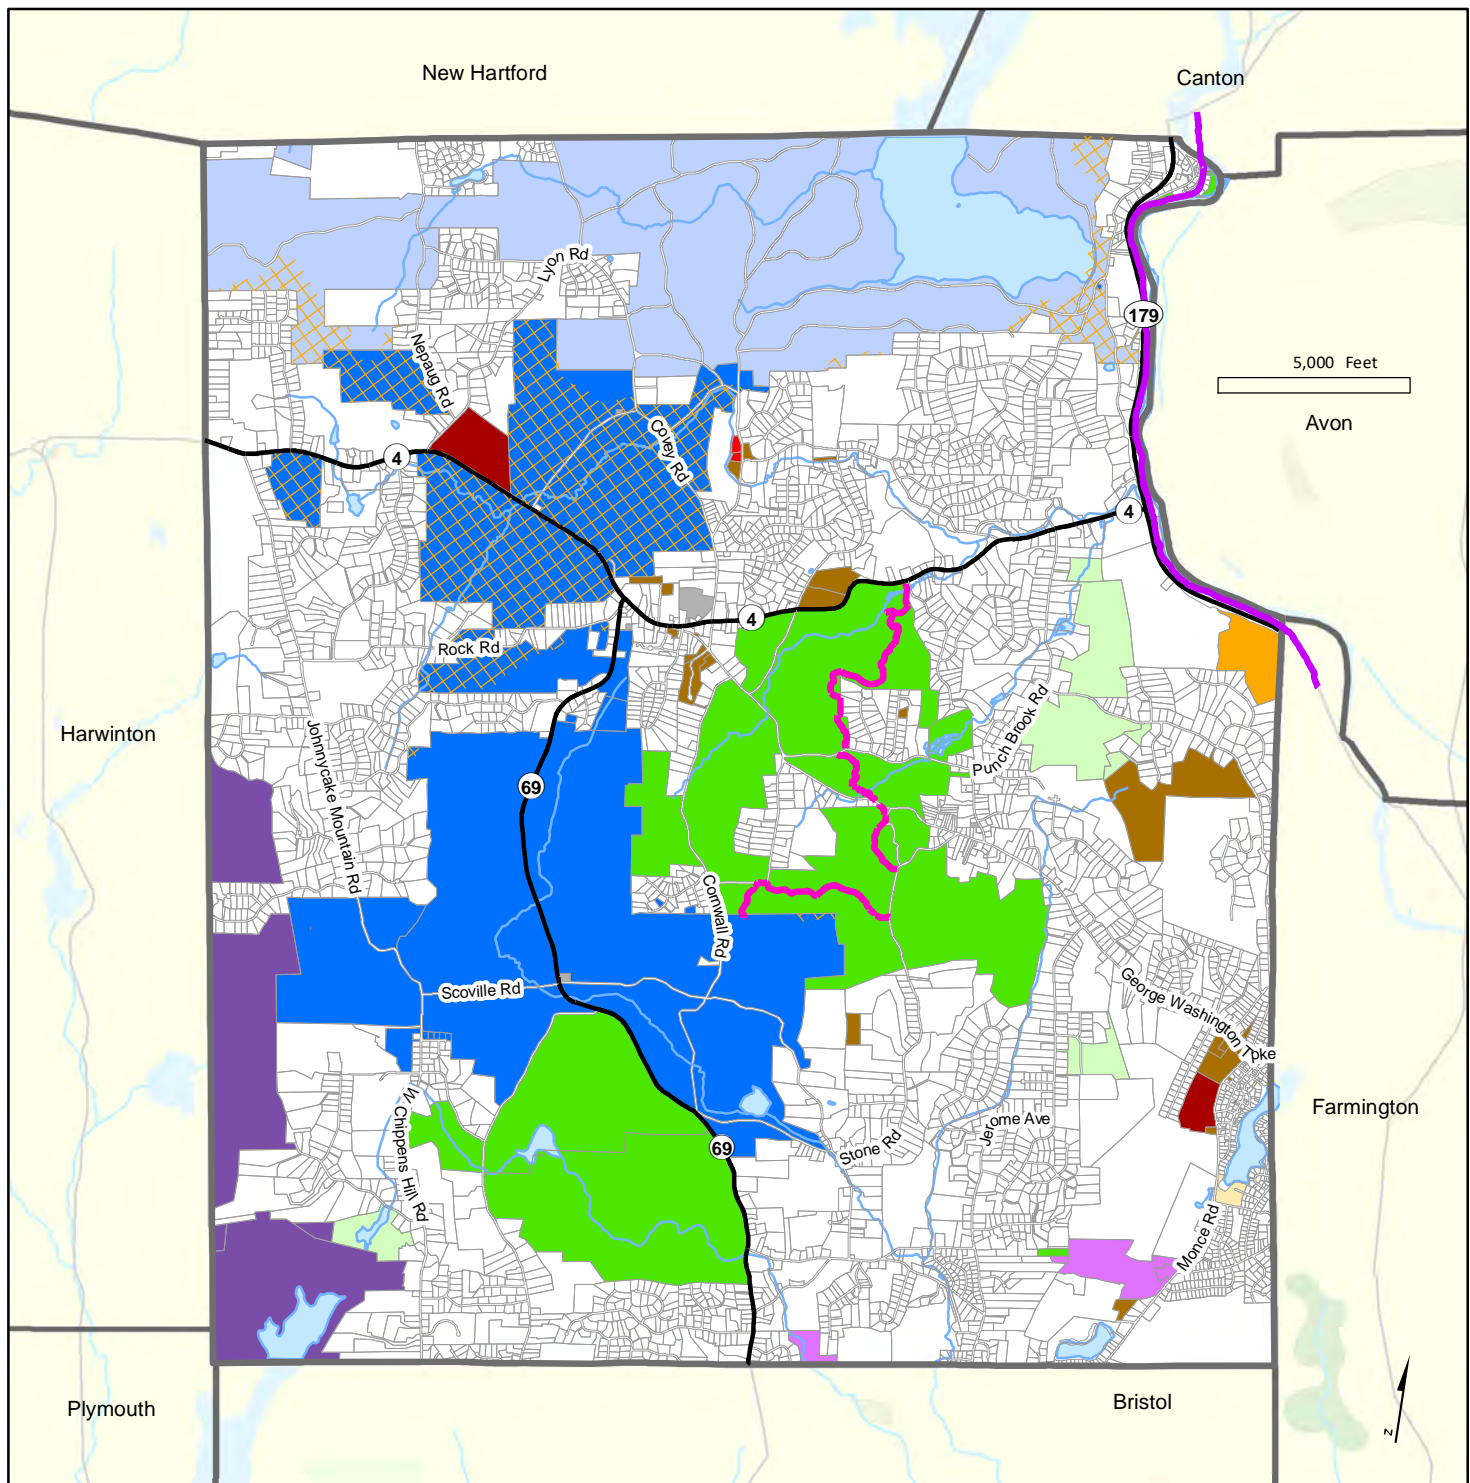 New Hartford
Canton
Lyon Rd
179
5,000 Feet
Nepaug Rd
Avon
Covey Rd
4
4
4
Rock Rd
Harwinton
Punch Brook Rd
Johnnycake Mountain Rd
69
Cornwall Rd
Scoville Rd
George Washington Tpke
W Chippens Hill Rd
Farmington
Jerome Ave
69
Stone Rd
Monce Rd
Plymouth
Bristol
N